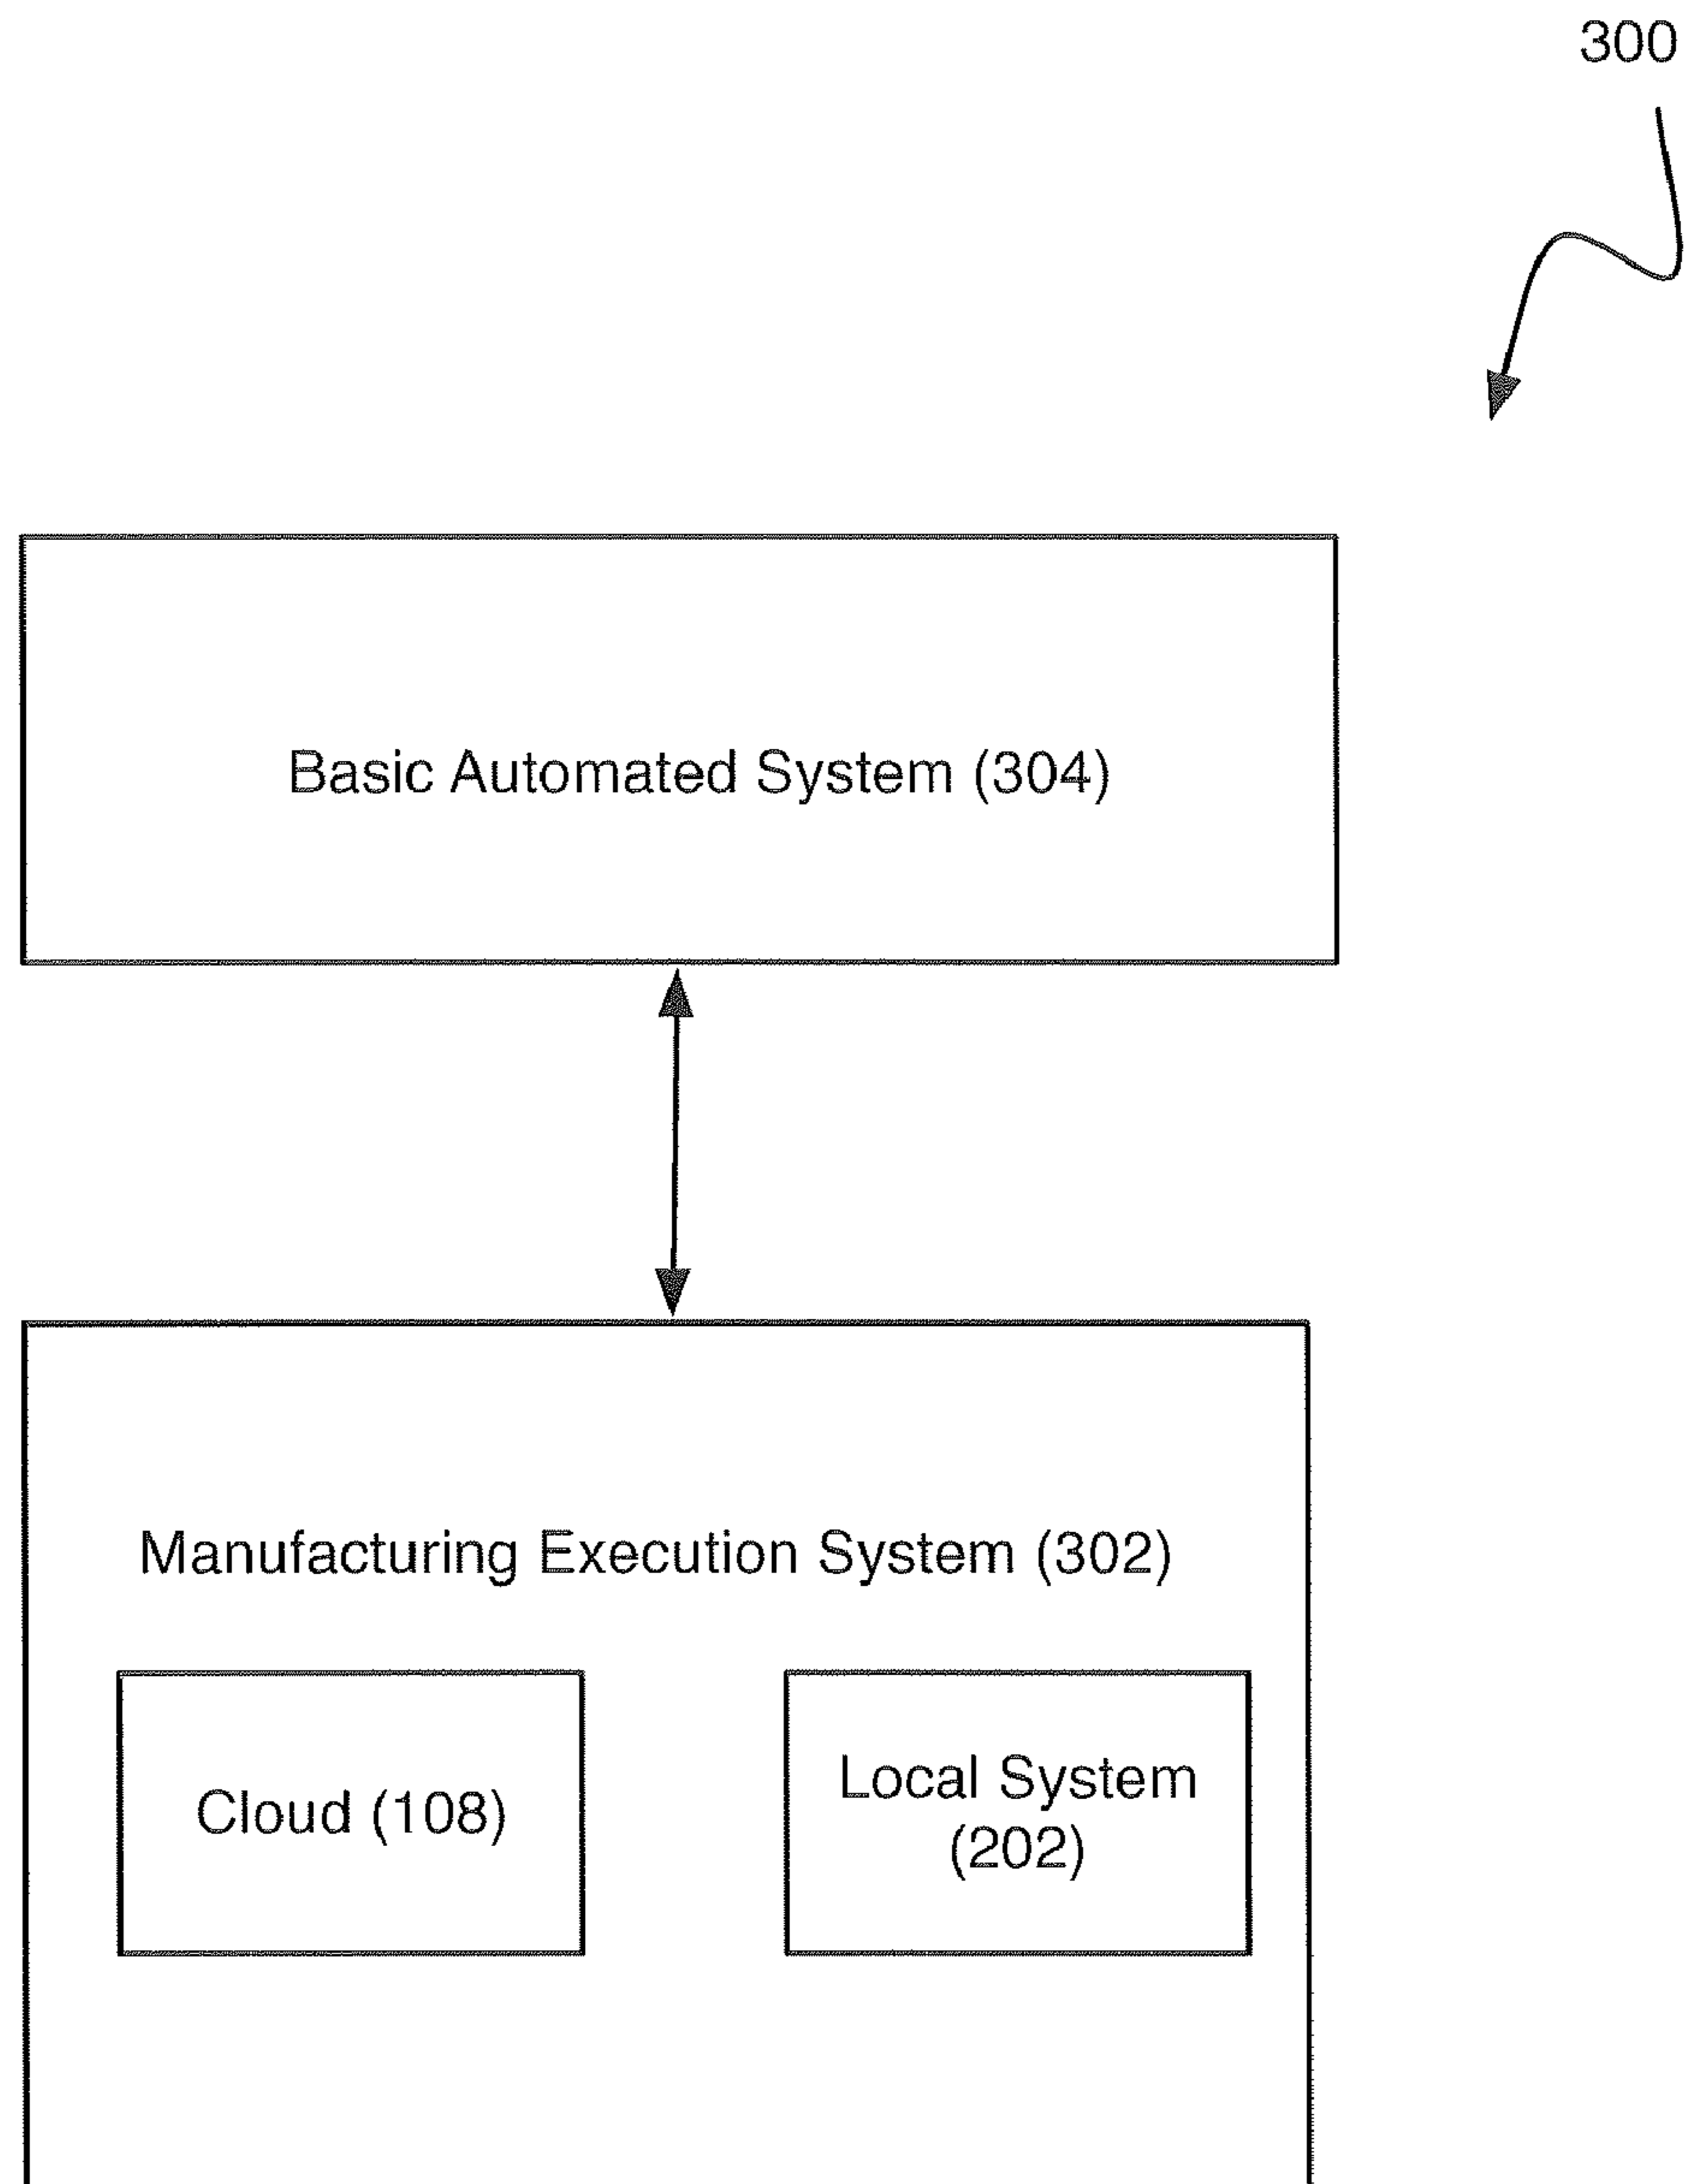 300
Basic Automated System (304)
Manufacturing Execution System (302)
Cloud (108)
Local System
(202)